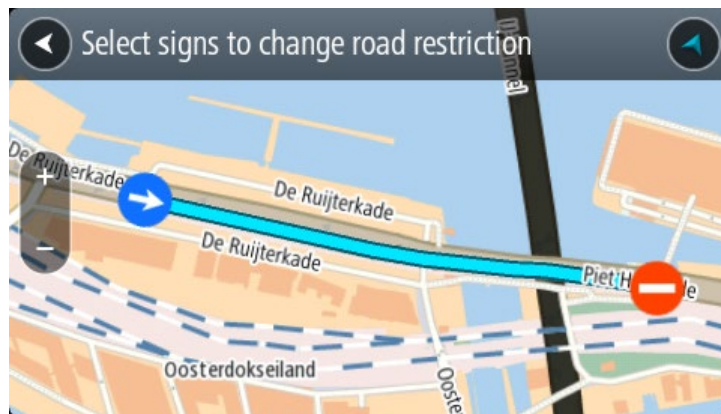 Select signs to change road restriction
De Ruijterkade
De Ruijterkade
De Ruijterkade
Oosterdokseiland